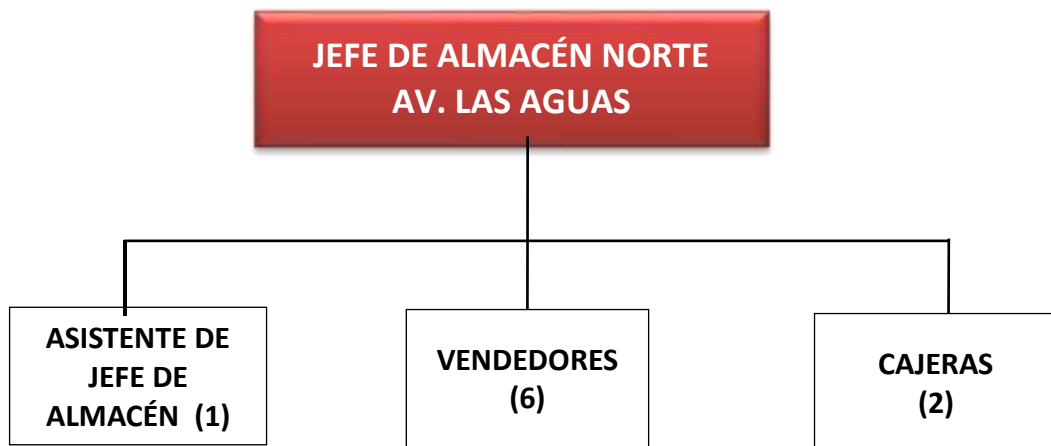 JEFE DE ALMACÉN NORTE
AV. LAS AGUAS
ASISTENTE DE
JEFE DE
ALMACÉN (1)
VENDEDORES
(6)
CAJERAS
(2)